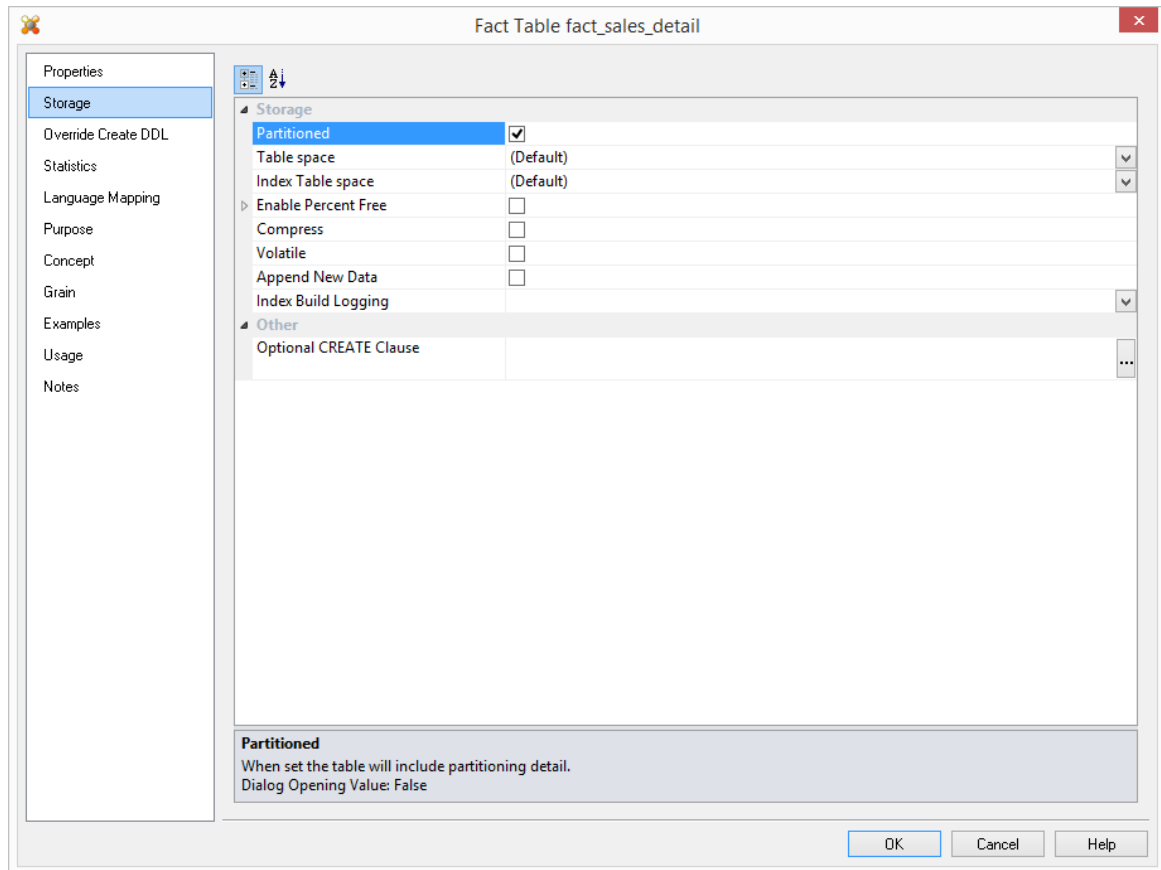 Fact Table fact_sales_detail
Properties
Storage
Override Create DDL
Statistics
Language Mapping
Purpose
Concept
Grain
Examples
Usage
Notes
Storage
Partitioned
Table space (Default)
Index Table space (Default)
Enable Percent Free
Compress
Volatile
Append New Data
Index Build Logging
Other
Optional CREATE Clause
...
Partitioned
When set the table will include partitioning detail.
Dialog Opening Value: False
OK Cancel Help